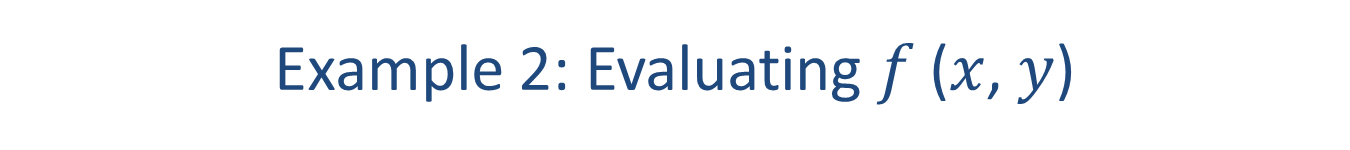 Example 2: Evaluating 𝑓 (𝑥, 𝑦)